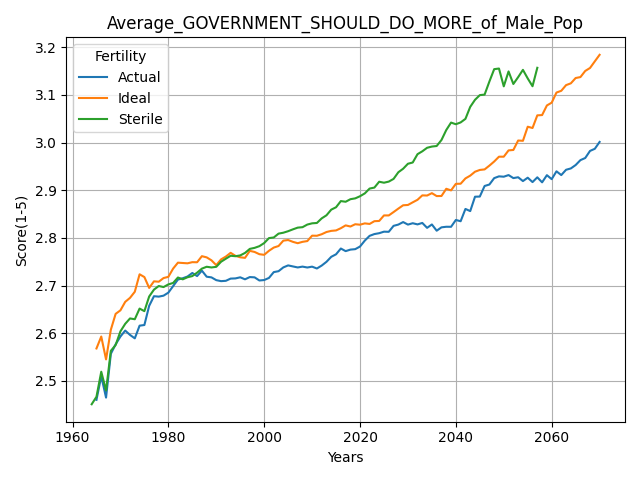 Average_GOVERNMENT_SHOULD_DO_MORE_of_Male_Pop
Score(1-5)
3.2
3.1
3.0
2.9
2.8
2.7
2.6
2.5
Fertility
Actual
Ideal
Sterile
1960
1980
2000
2020
2040
2060
Years